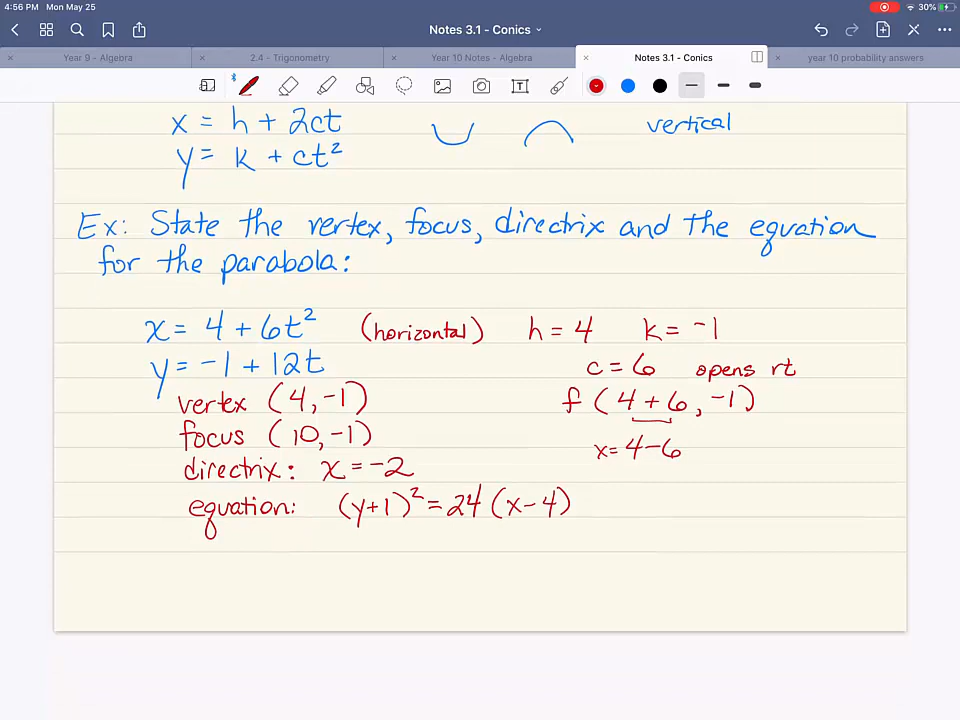 4:56 PM Mon May 25
30%
Notes 3.1 - Conics
Year 9 - Algebra
2.4 - Trigonometry
Year 10 Notes - Algebra
Notes 3.1 - Conics
year 10 probability answers
x = h + 2ct
vertical
y = k + ct²
Ex: State the vertex, focus, directrix and the equation
for the parabola:
x = 4 + 6t² (horizontal) h = 4 k = -1
y = -1 + 12t c = 6 opens rt
vertex (4, -1) f (4 + 6, -1)
focus (10, -1) x = 4 - 6
directrix: x = -2
equation: (y+1)² = 24 (x - 4)